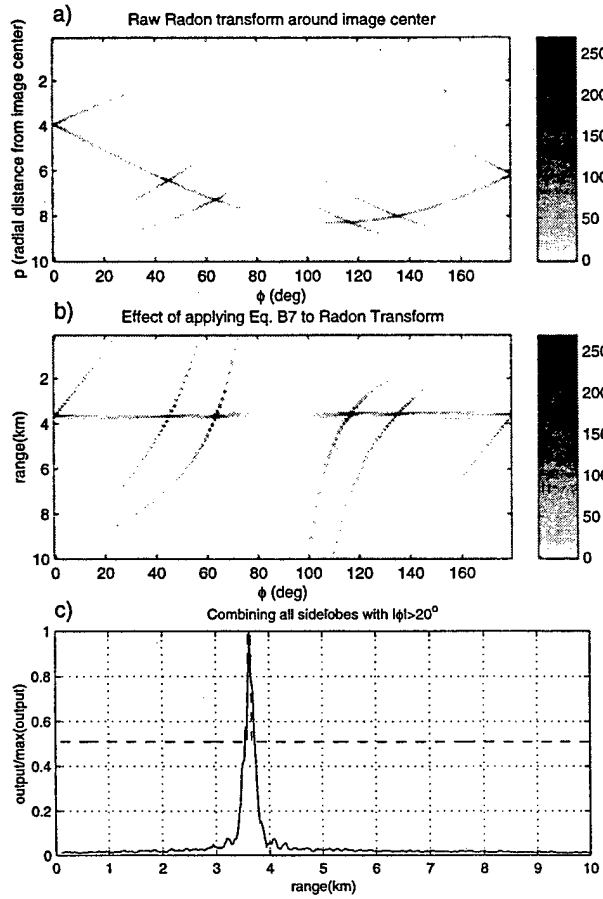 a)
Raw Radon transform around image center
p (radial distance from image center)
2
4
6
8
10
0 20 40 60 80 100 120 140 160
ϕ (deg)
250
200
150
100
50
0
b)
Effect of applying Eq. B7 to Radon Transform
range(km)
2
4
6
8
10
0 20 40 60 80 100 120 140 160
ϕ (deg)
250
200
150
100
50
0
c)
Combining all sidelobes with |ϕ|>20°
output/max(output)
1
0.8
0.6
0.4
0.2
0
0 1 2 3 4 5 6 7 8 9 10
range(km)